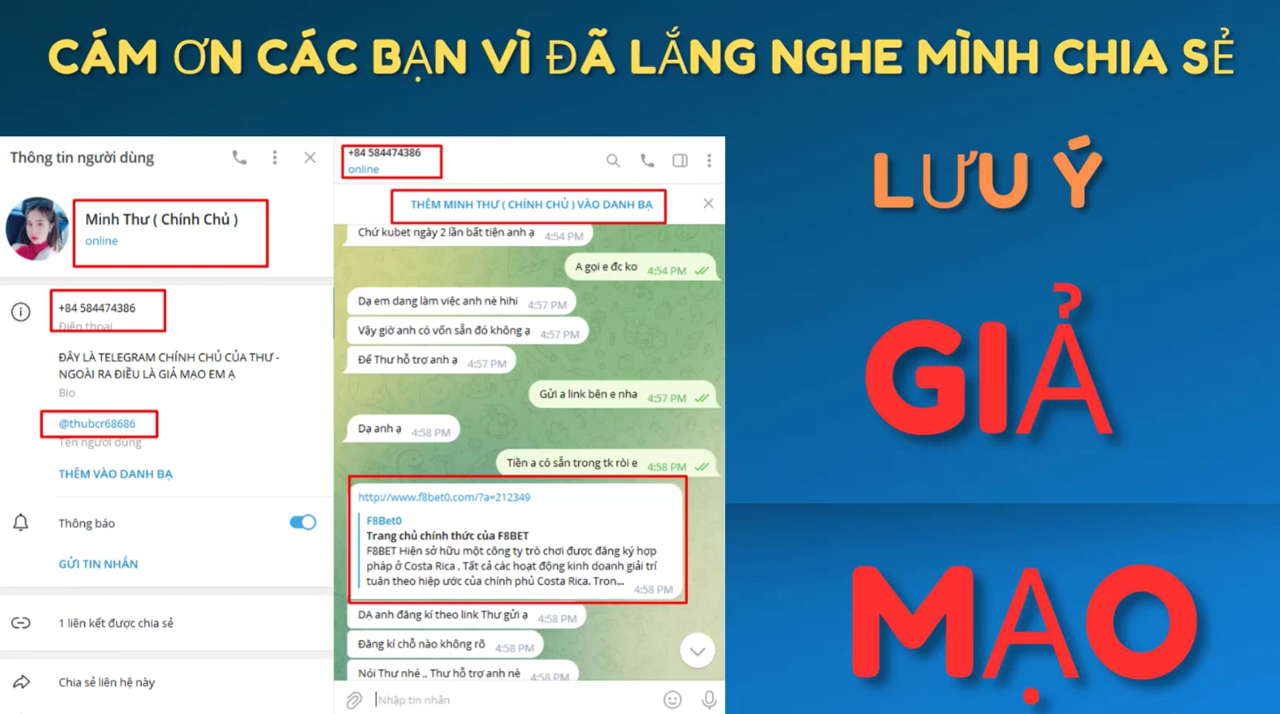 CÁM ƠN CÁC BẠN VÌ ĐÃ LẮNG NGHE MÌNH CHIA SẺ
LƯU Ý
GIẢ
MẠO
Thông tin người dùng
Minh Thư ( Chính Chủ )
online
+84 584474386
Điện thoại
ĐÂY LÀ TELEGRAM CHÍNH CHỦ CỦA THƯ -
NGOÀI RA ĐIỀU LÀ GIẢ MẠO EM Ạ
Bio
@thubcr68686
Tên người dùng
THÊM VÀO DANH BẠ
Thông báo
GỬI TIN NHẮN
1 liên kết được chia sẻ
Chia sẻ liên hệ này
+84 584474386
online
THÊM MINH THƯ ( CHÍNH CHỦ ) VÀO DANH BẠ
Chứ kubet ngày 2 lần bất tiện anh ạ 4:54 PM
A gọi e đc ko 4:54 PM
Dạ em dang làm việc anh nè hihi 4:57 PM
Vậy giờ anh có vốn sẵn đó không ạ 4:57 PM
Để Thư hỗ trợ anh ạ 4:57 PM
Gửi a link bên e nha 4:57 PM
Dạ anh ạ 4:58 PM
Tiền a có sẵn trong tk ròi e 4:58 PM
http://www.f8bet0.com/?a=212349
F8Bet0
Trang chủ chính thức của F8BET
F8BET Hiện sở hữu một công ty trò chơi được đăng ký hợp
pháp ở Costa Rica , Tất cả các hoạt động kinh doanh giải trí
tuân theo hiệp ước của chính phủ Costa Rica. Tron...
4:58 PM
DẠ anh đăng kí theo link Thư gửi ạ 4:58 PM
Đăng kí chỗ nào không rõ 4:58 PM
Nói Thư nhé ,, Thư hỗ trợ anh nè 4:58 PM
Nhập tin nhắn